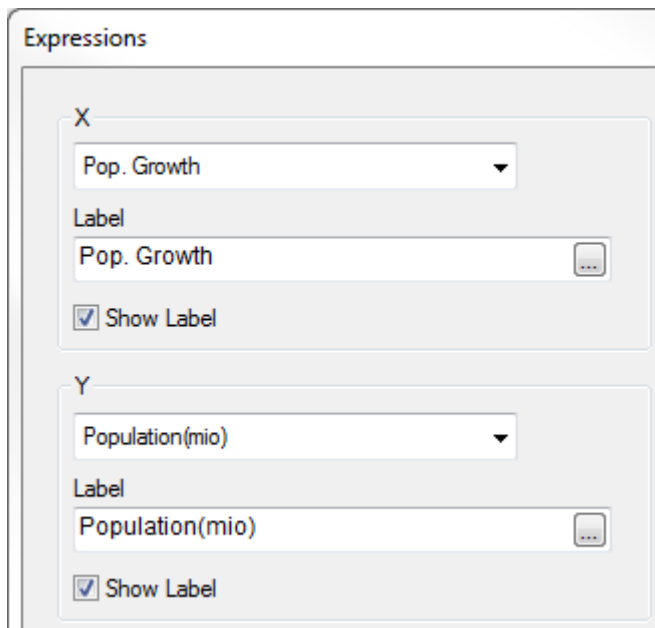 Expressions
X
Pop. Growth
Label
Pop. Growth
...
Show Label
Y
Population(mio)
Label
Population(mio)
...
Show Label